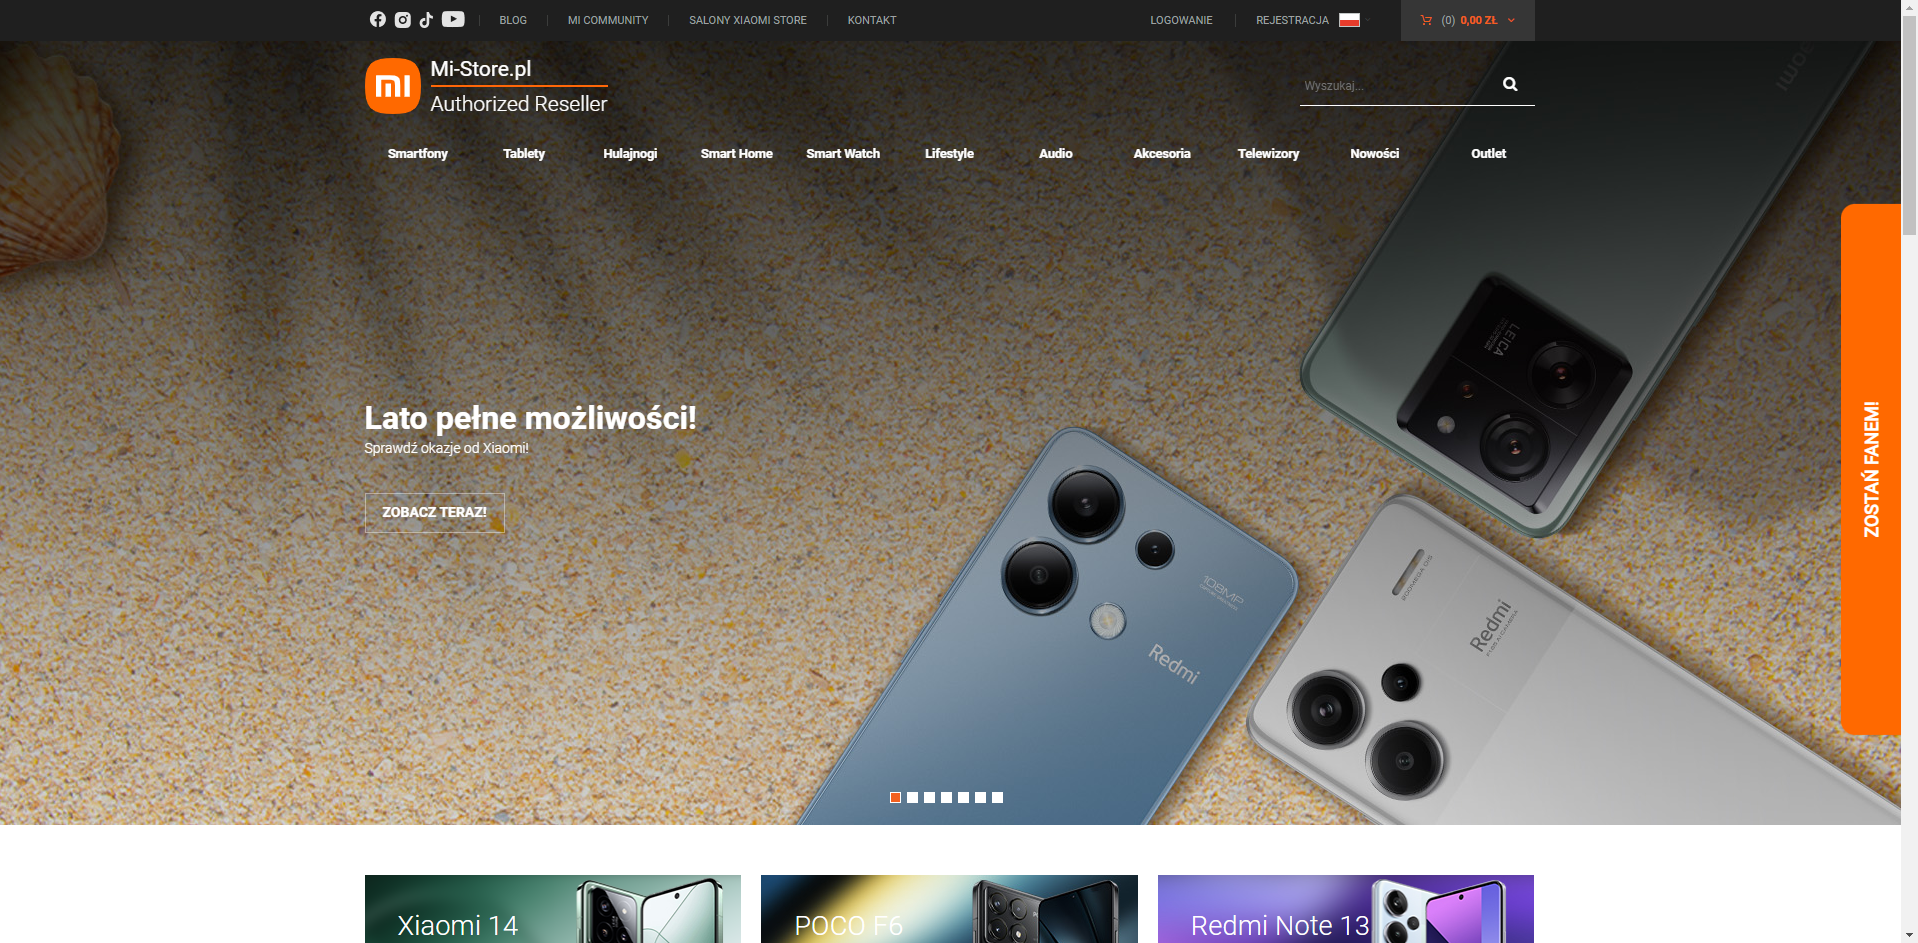 BLOG
MI COMMUNITY
SALONY XIAOMI STORE
KONTAKT
LOGOWANIE
REJESTRACJA
(0) 0,00 ZŁ
mi
Mi-Store.pl
Authorized Reseller
Wyszukaj...
Smartfony
Tablety
Hulajnogi
Smart Home
Smart Watch
Lifestyle
Audio
Akcesoria
Telewizory
Nowości
Outlet
xiaomi
LEICA
Lato pełne możliwości!
Sprawdź okazje od Xiaomi!
ZOBACZ TERAZ!
ZOSTAŃ FANEM!
108MP
Redmi
Redmi
Xiaomi 14
POCO F6
Redmi Note 13